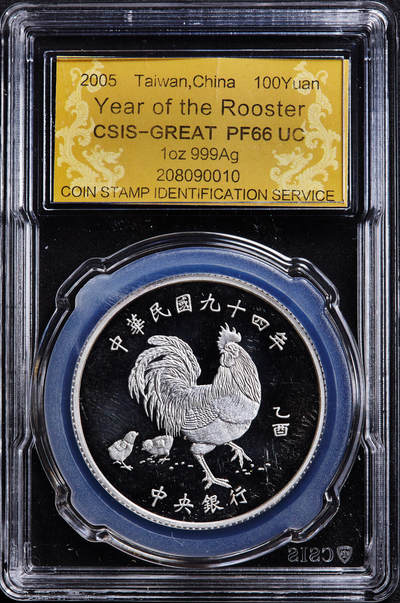 2005 Taiwan,China 100Yuan
Year of the Rooster
CSIS-GREAT PF66 UC
1oz 999Ag
208090010
COIN STAMP IDENTIFICATION SERVICE
中華民國九十四年
乙酉
中央銀行
CSIS